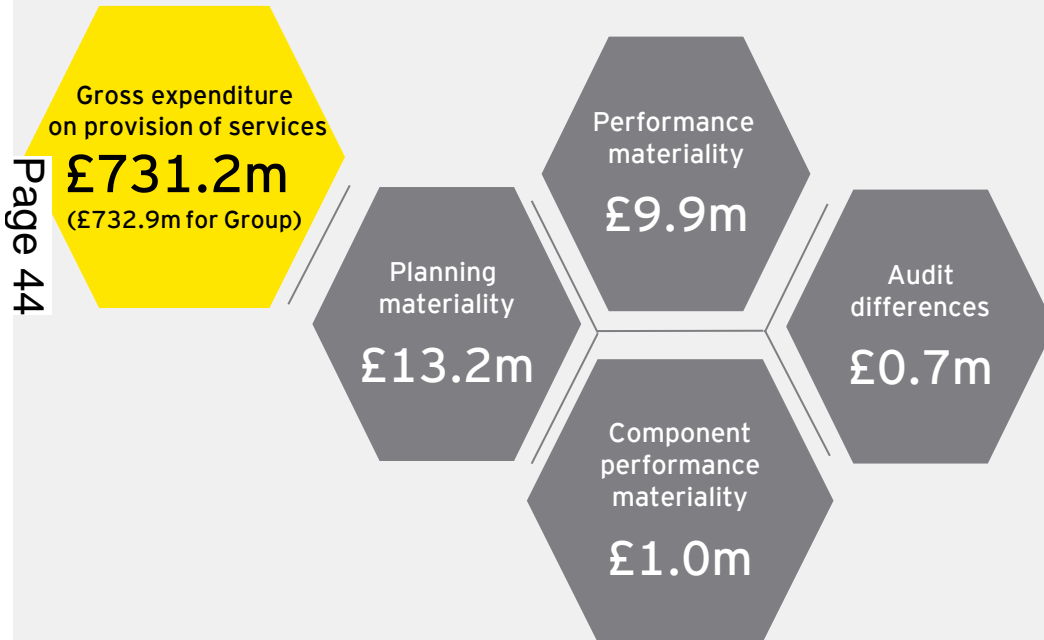 Gross expenditure
on provision of services
£731.2m
(£732.9m for Group)
Page 44
Planning
materiality
£13.2m
Performance
materiality
£9.9m
Component
performance
materiality
£1.0m
Audit
differences
£0.7m